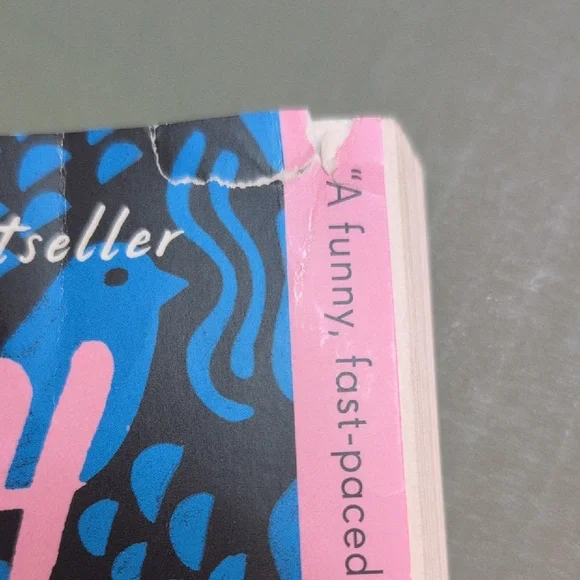 tseller
H
"A funny, fast-paced